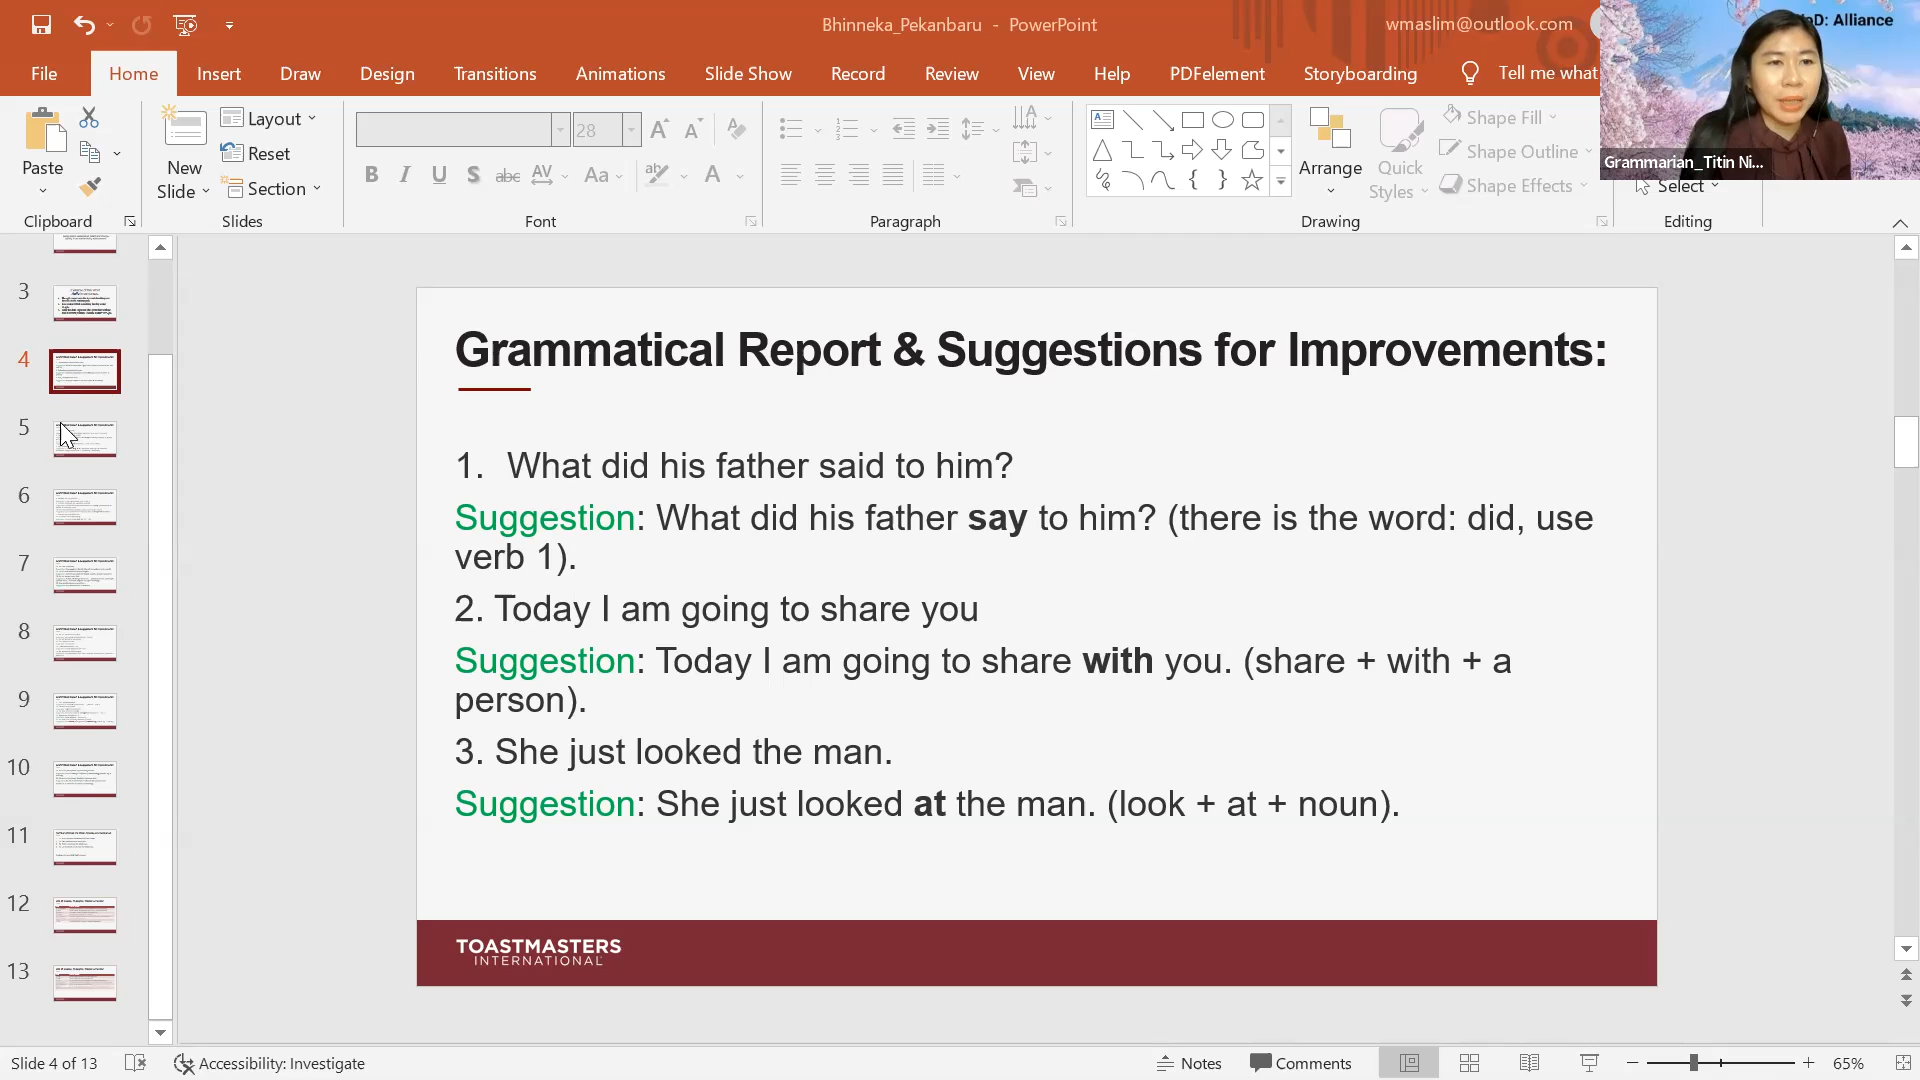 Bhinneka_Pekanbaru - PowerPoint
wmaslim@outlook.com
oD: Alliance
File Home Insert Draw Design Transitions Animations Slide Show Record Review View Help PDFelement Storyboarding Tell me what
Paste
New
Slide
Layout
Reset
Section
28
B I U S abc AV Aa A
Arrange
Quick
Styles
Shape Fill
Shape Outline
Shape Effects
Select
Grammarian_Titin Ni...
Clipboard Slides Font Paragraph Drawing Editing
3
4
5
6
7
8
9
10
11
12
13
Grammatical Report & Suggestions for Improvements:
1. What did his father said to him?
Suggestion: What did his father say to him? (there is the word: did, use
verb 1).
2. Today I am going to share you
Suggestion: Today I am going to share with you. (share + with + a
person).
3. She just looked the man.
Suggestion: She just looked at the man. (look + at + noun).
TOASTMASTERS
INTERNATIONAL
Slide 4 of 13 Accessibility: Investigate Notes Comments 65%